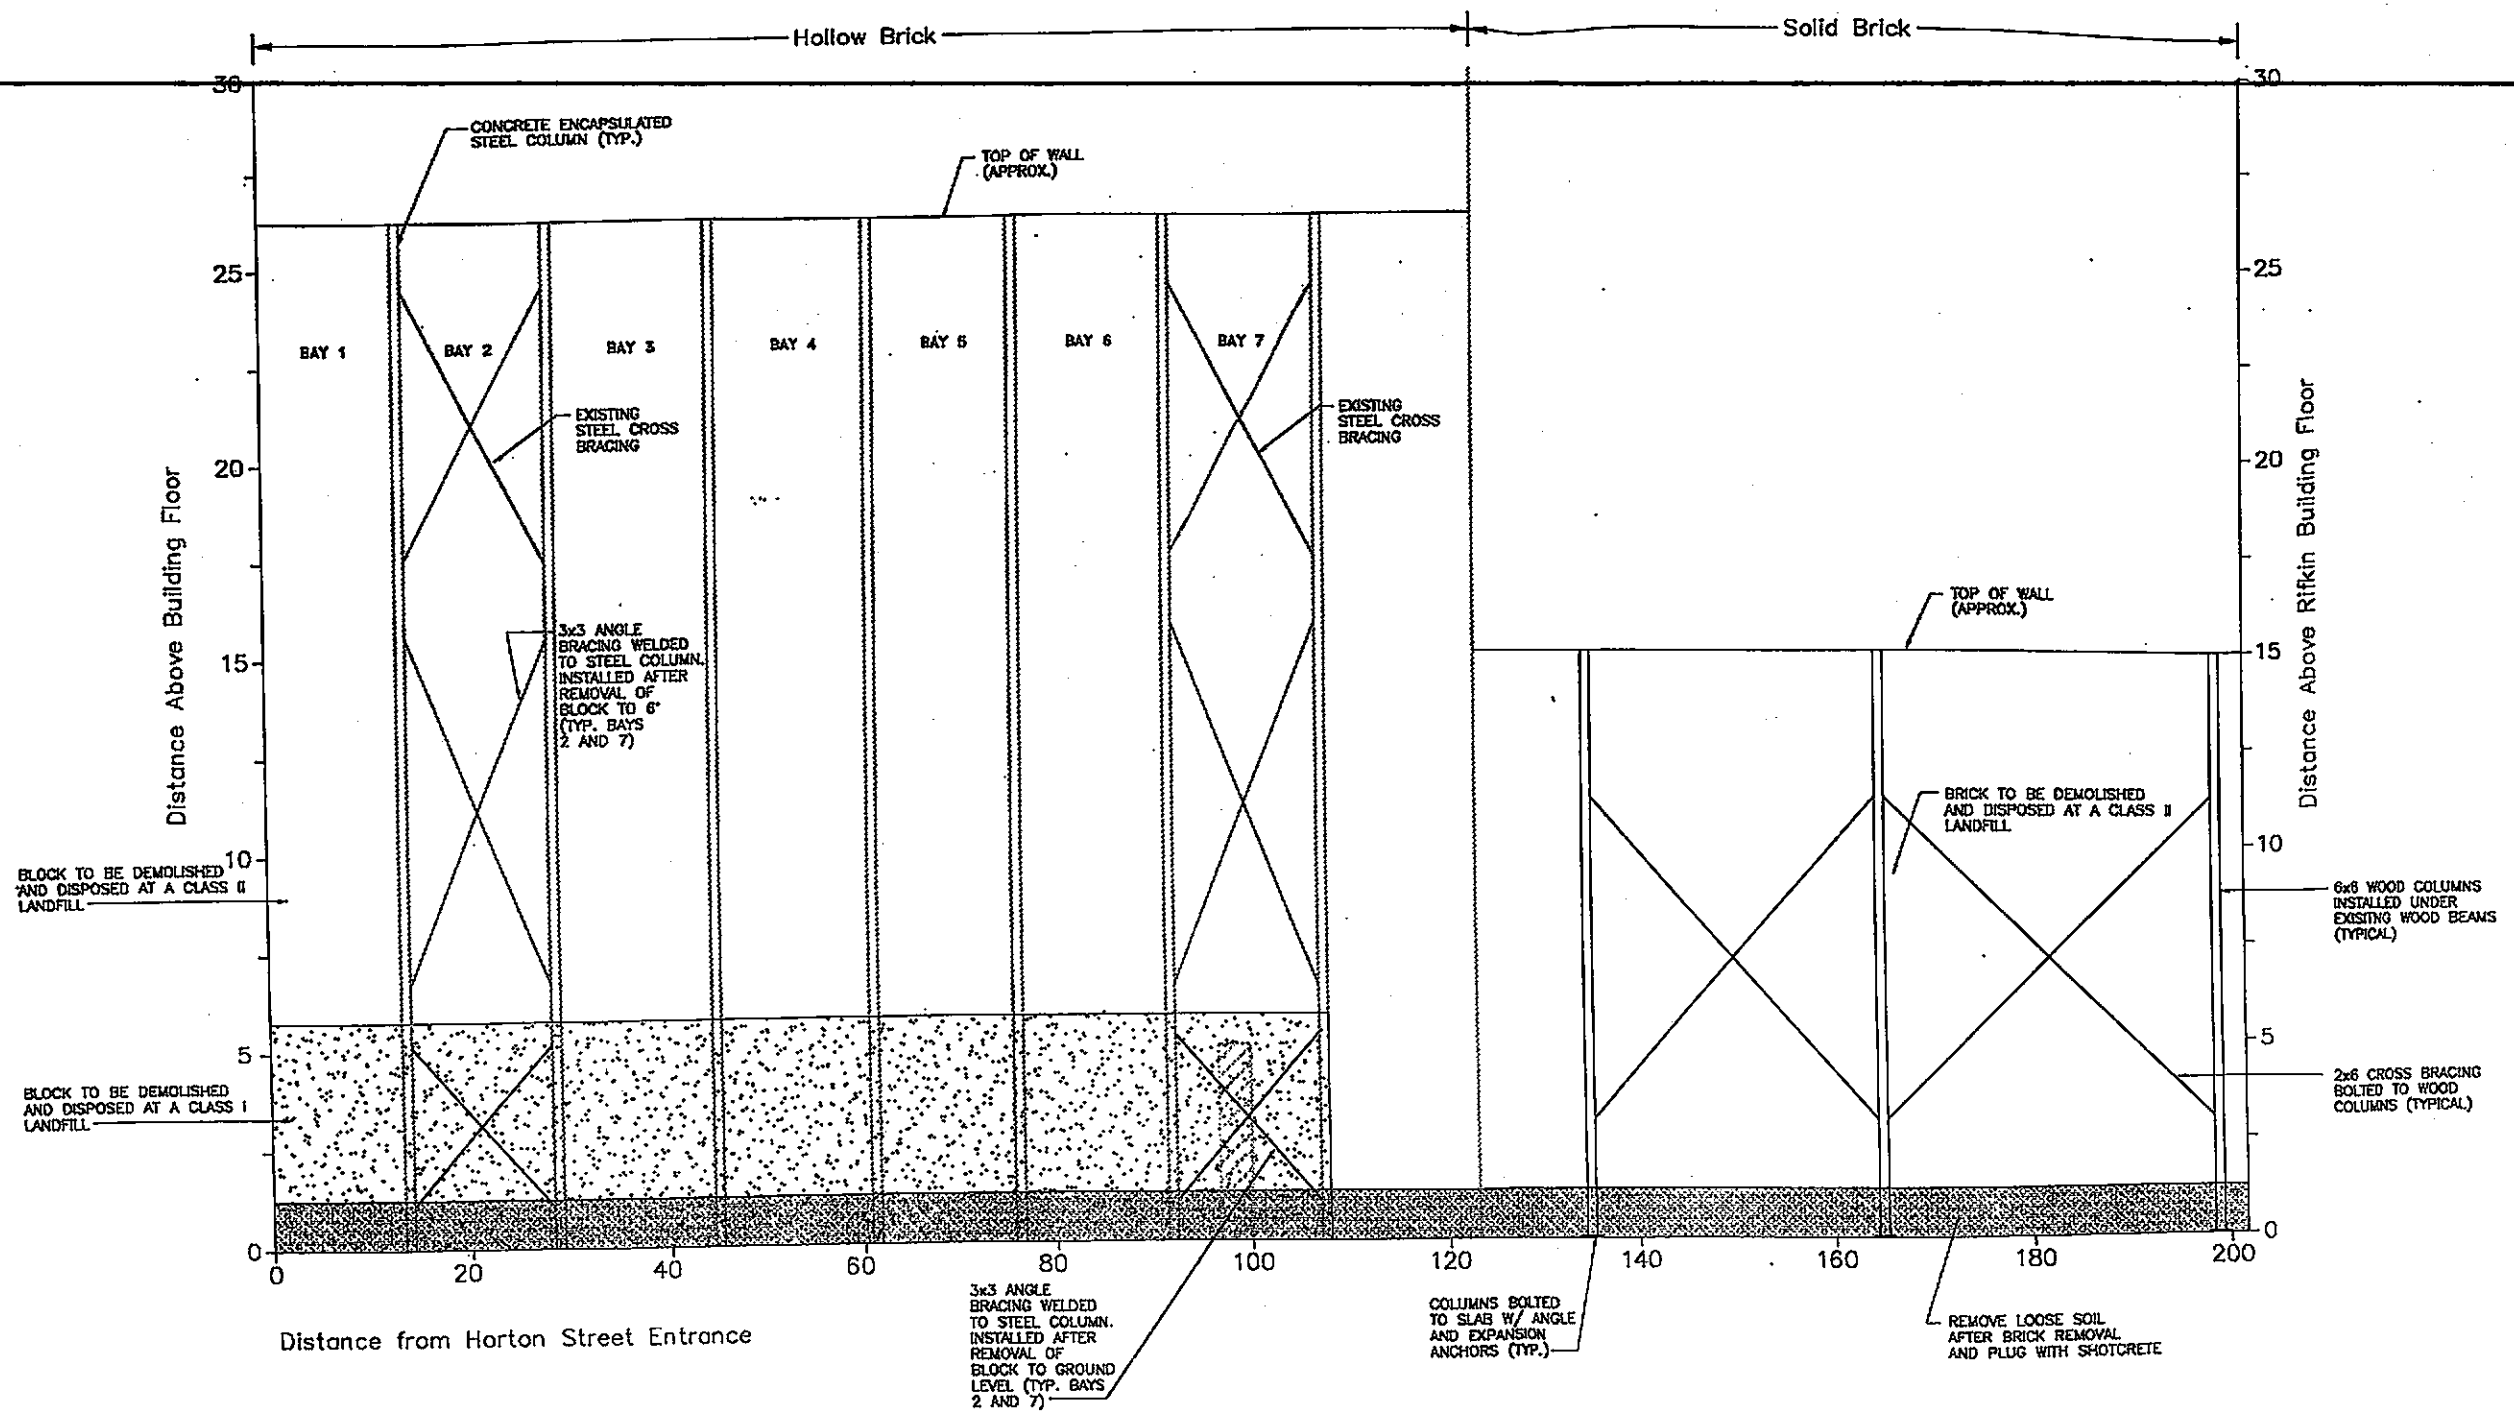 Hollow Brick
Solid Brick
30
30
CONCRETE ENCAPSULATED
STEEL COLUMN (TYP.)
TOP OF WALL
(APPROX.)
25
25
BAY 1
BAY 2
BAY 3
BAY 4
BAY 5
BAY 6
BAY 7
EXISTING
STEEL CROSS
BRACING
EXISTING
STEEL CROSS
BRACING
20
20
Distance Above Building Floor
Distance Above Rifkin Building Floor
TOP OF WALL
(APPROX.)
3x3 ANGLE
BRACING WELDED
TO STEEL COLUMN.
INSTALLED AFTER
REMOVAL OF
BLOCK TO 6'
(TYP. BAYS
2 AND 7)
15
15
BRICK TO BE DEMOLISHED
AND DISPOSED AT A CLASS II
LANDFILL
10
10
BLOCK TO BE DEMOLISHED
AND DISPOSED AT A CLASS II
LANDFILL
6x6 WOOD COLUMNS
INSTALLED UNDER
EXISITNG WOOD BEAMS
(TYPICAL)
5
5
BLOCK TO BE DEMOLISHED
AND DISPOSED AT A CLASS I
LANDFILL
2x6 CROSS BRACING
BOLTED TO WOOD
COLUMNS (TYPICAL)
0
0
0 20 40 60 80 100 120 140 160 180 200
3x3 ANGLE
BRACING WELDED
TO STEEL COLUMN.
INSTALLED AFTER
REMOVAL OF
BLOCK TO GROUND
LEVEL (TYP. BAYS
2 AND 7)
COLUMNS BOLTED
TO SLAB W/ ANGLE
AND EXPANSION
ANCHORS (TYP.)
REMOVE LOOSE SOIL
AFTER BRICK REMOVAL
AND PLUG WITH SHOTCRETE
Distance from Horton Street Entrance